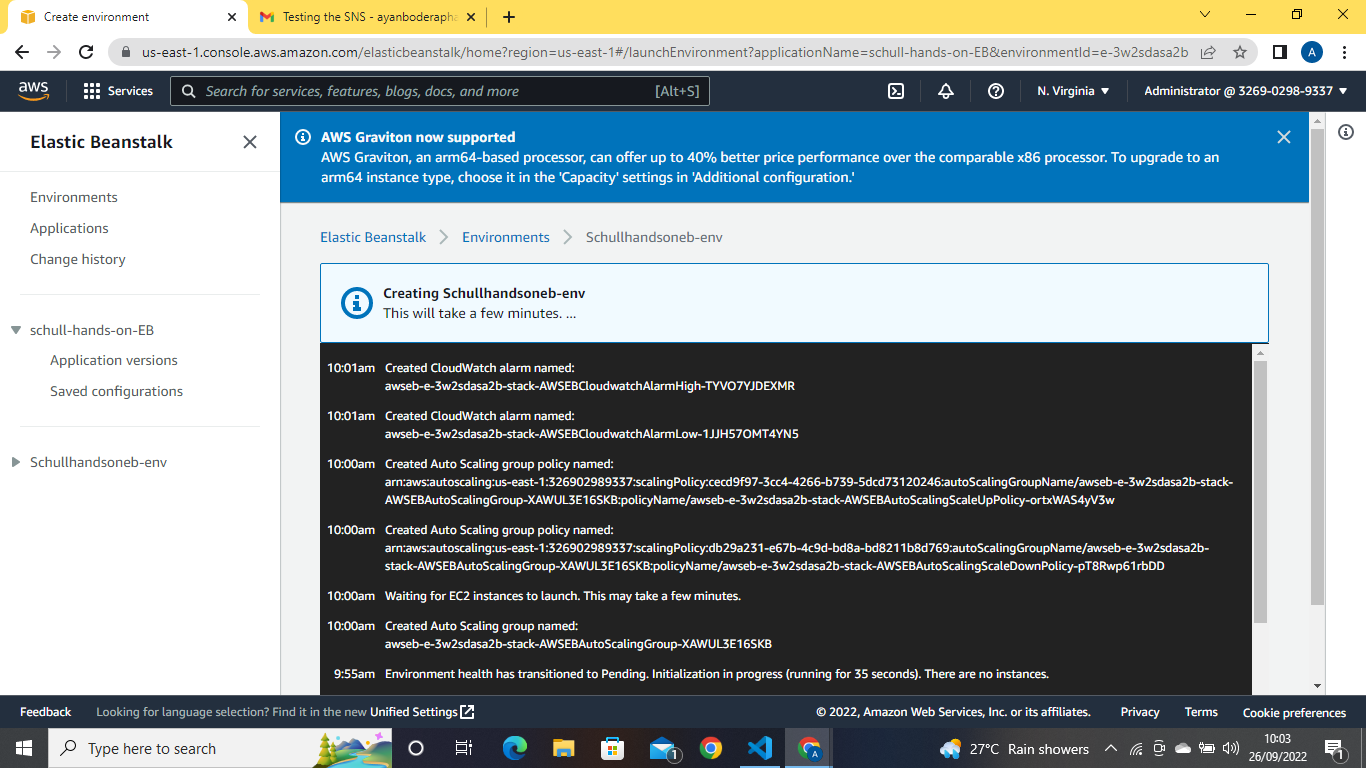 Create environment
Testing the SNS - ayanboderapha
us-east-1.console.aws.amazon.com/elasticbeanstalk/home?region=us-east-1#/launchEnvironment?applicationName=schull-hands-on-EB&environmentId=e-3w2sdasa2b
A
aws
Services
Search for services, features, blogs, docs, and more
[Alt+S]
N. Virginia
Administrator @ 3269-0298-9337
Elastic Beanstalk
Environments
Applications
Change history
schull-hands-on-EB
Application versions
Saved configurations
Schullhandsoneb-env
AWS Graviton now supported
AWS Graviton, an arm64-based processor, can offer up to 40% better price performance over the comparable x86 processor. To upgrade to an
arm64 instance type, choose it in the 'Capacity' settings in 'Additional configuration.'
Elastic Beanstalk
Environments
Schullhandsoneb-env
Creating Schullhandsoneb-env
This will take a few minutes. ...
10:01am Created CloudWatch alarm named:
awseb-e-3w2sdasa2b-stack-AWSEBCloudwatchAlarmHigh-TYVO7YJDEXMR
10:01am Created CloudWatch alarm named:
awseb-e-3w2sdasa2b-stack-AWSEBCloudwatchAlarmLow-1JJH57OMT4YN5
10:00am Created Auto Scaling group policy named:
arn:aws:autoscaling:us-east-1:326902989337:scalingPolicy:cecd9f97-3cc4-4266-b739-5dcd73120246:autoScalingGroupName/awseb-e-3w2sdasa2b-stack-
AWSEBAutoScalingGroup-XAWUL3E16SKB:policyName/awseb-e-3w2sdasa2b-stack-AWSEBAutoScalingScaleUpPolicy-ortxWAS4yV3w
10:00am Created Auto Scaling group policy named:
arn:aws:autoscaling:us-east-1:326902989337:scalingPolicy:db29a231-e67b-4c9d-bd8a-bd8211b8d769:autoScalingGroupName/awseb-e-3w2sdasa2b-
stack-AWSEBAutoScalingGroup-XAWUL3E16SKB:policyName/awseb-e-3w2sdasa2b-stack-AWSEBAutoScalingScaleDownPolicy-pT8Rwp61rbDD
10:00am Waiting for EC2 instances to launch. This may take a few minutes.
10:00am Created Auto Scaling group named:
awseb-e-3w2sdasa2b-stack-AWSEBAutoScalingGroup-XAWUL3E16SKB
9:55am Environment health has transitioned to Pending. Initialization in progress (running for 35 seconds). There are no instances.
Feedback
Looking for language selection? Find it in the new Unified Settings
© 2022, Amazon Web Services, Inc. or its affiliates.
Privacy
Terms
Cookie preferences
Type here to search
1
A
27°C Rain showers
10:03
26/09/2022
1